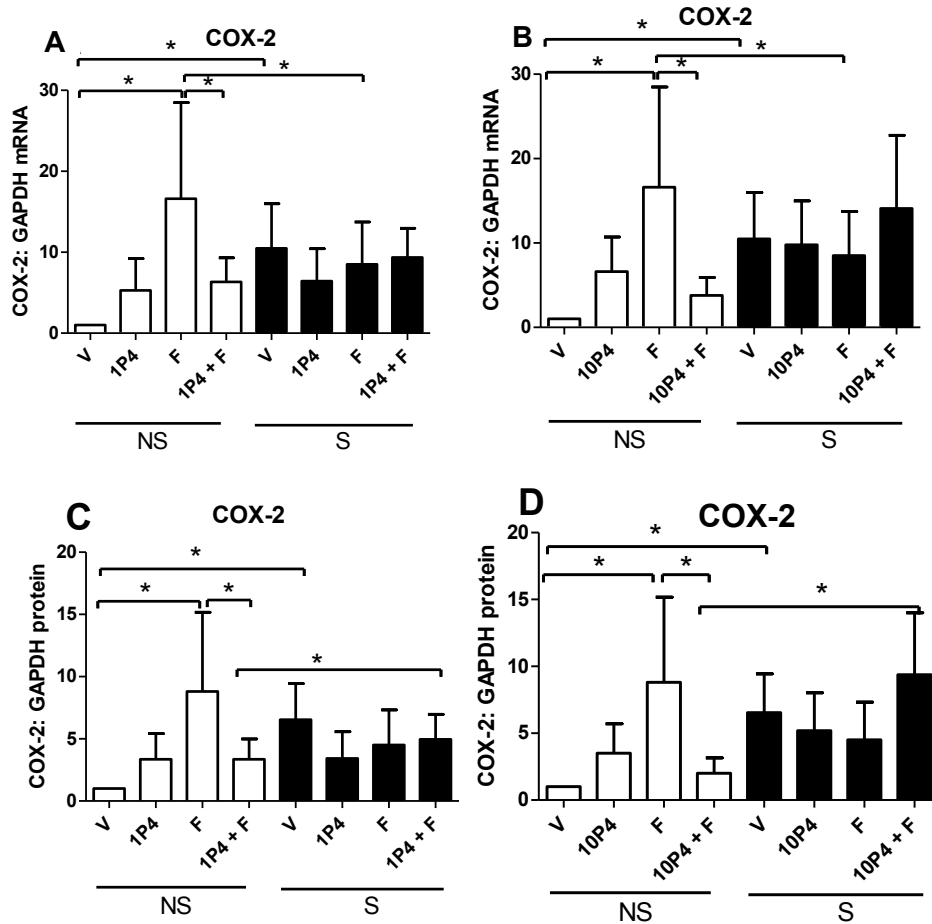 A
COX-2
*
*
*
*
COX-2: GAPDH mRNA
30
20
10
0
V
1P4
F
1P4 + F
V
1P4
F
1P4 + F
NS
S
B
COX-2
*
*
*
*
COX-2: GAPDH mRNA
30
20
10
0
V
10P4
F
10P4 + F
V
10P4
F
10P4 + F
NS
S
C
COX-2
*
*
*
*
COX-2: GAPDH protein
20
15
10
5
0
V
1P4
F
1P4 + F
V
1P4
F
1P4 + F
NS
S
D
COX-2
*
*
*
*
COX-2: GAPDH protein
20
15
10
5
0
V
10P4
F
10P4 + F
V
10P4
F
10P4 + F
NS
S